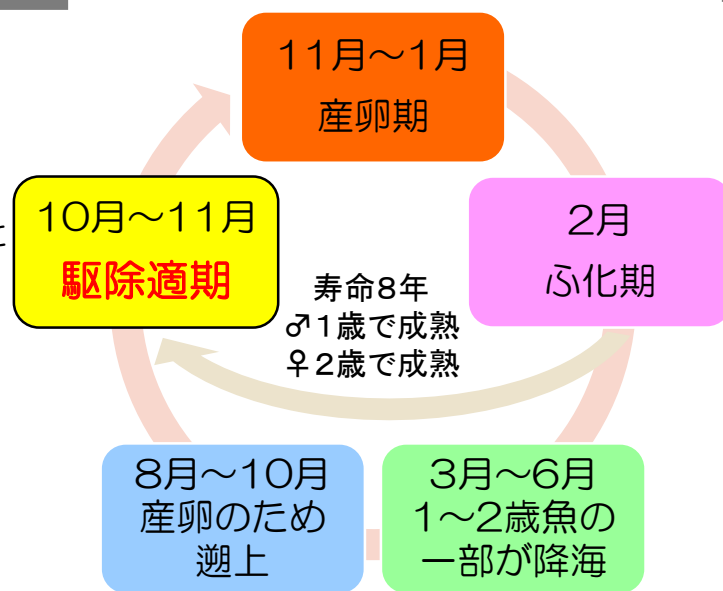 11月～1月
産卵期
2月
ふ化期
3月～6月
1～2歳魚の
一部が降海
8月～10月
産卵のため
遡上
10月～11月
駆除適期
寿命8年
♂1歳で成熟
♀2歳で成熟